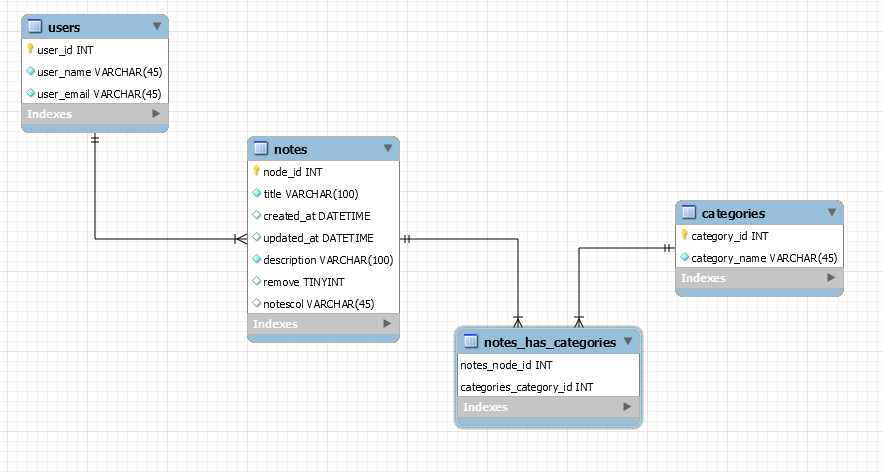 users
user_id INT
user_name VARCHAR(45)
user_email VARCHAR(45)
Indexes
notes
node_id INT
title VARCHAR(100)
created_at DATETIME
updated_at DATETIME
description VARCHAR(100)
remove TINYINT
notescol VARCHAR(45)
Indexes
categories
category_id INT
category_name VARCHAR(45)
Indexes
notes_has_categories
notes_node_id INT
categories_category_id INT
Indexes